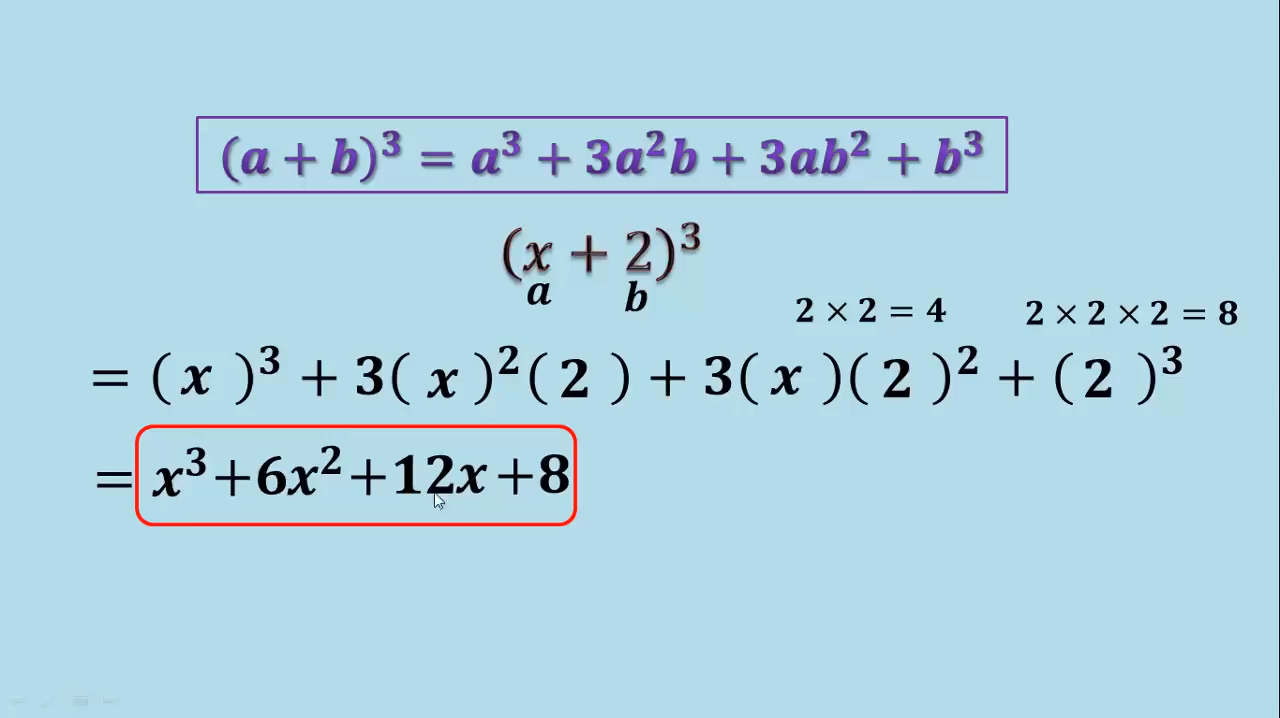 (a + b)³ = a³ + 3a²b + 3ab² + b³
(x + 2)³
a b
2 × 2 = 4 2 × 2 × 2 = 8
= ( x )³ + 3( x )²( 2 ) + 3( x )( 2 )² + ( 2 )³
= x³+6x²+12x+8